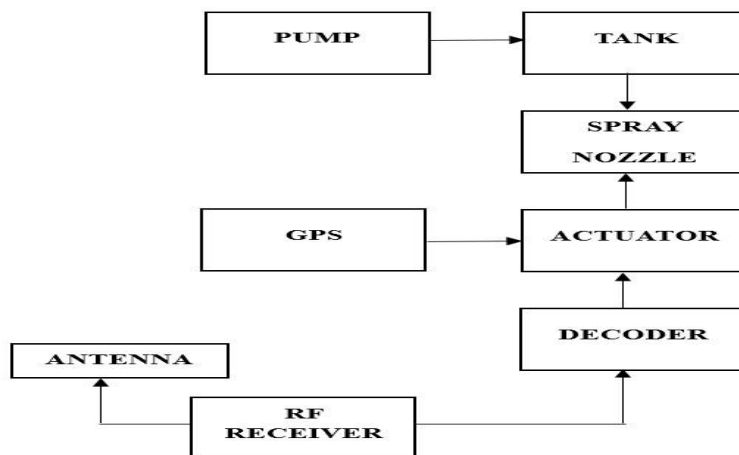 PUMP
TANK
SPRAY
NOZZLE
GPS
ACTUATOR
DECODER
ANTENNA
RF
RECEIVER